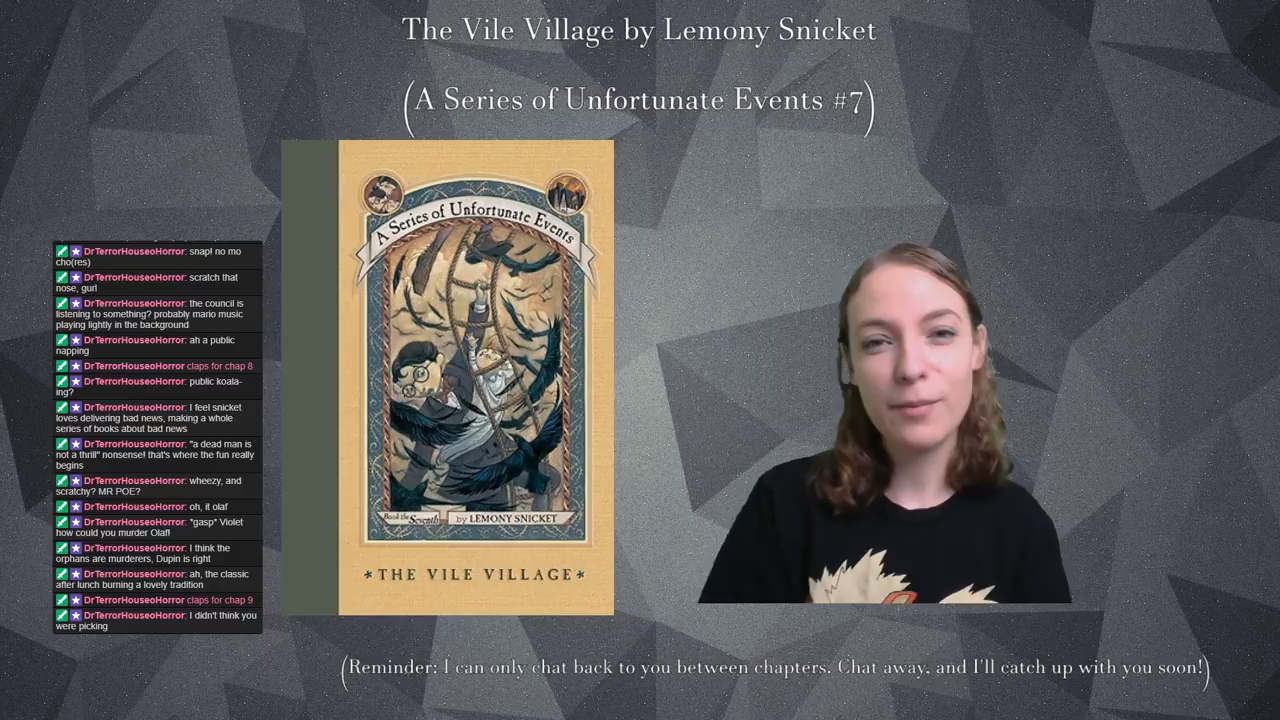 The Vile Village by Lemony Snicket
(A Series of Unfortunate Events #7)
DrTerrorHouseoHorror: snap! no mo
cho(res)
DrTerrorHouseoHorror: scratch that
nose, gurl
DrTerrorHouseoHorror: the council is
listening to something? probably mario music
playing lightly in the background
DrTerrorHouseoHorror: ah a public
napping
DrTerrorHouseoHorror claps for chap 8
DrTerrorHouseoHorror: public koala-
ing?
DrTerrorHouseoHorror: I feel snicket
loves delivering bad news, making a whole
series of books about bad news
DrTerrorHouseoHorror: "a dead man is
not a thrill" nonsense! that's where the fun really
begins
DrTerrorHouseoHorror: wheezy, and
scratchy? MR POE?
DrTerrorHouseoHorror: oh, it olaf
DrTerrorHouseoHorror: *gasp* Violet
how could you murder Olaf!
DrTerrorHouseoHorror: I think the
orphans are murderers, Dupin is right
DrTerrorHouseoHorror: ah, the classic
after lunch burning a lovely tradition
DrTerrorHouseoHorror claps for chap 9
DrTerrorHouseoHorror: I didn't think you
were picking
A Series of Unfortunate Events
Book the Seventh
by LEMONY SNICKET
*THE VILE VILLAGE*
(Reminder: I can only chat back to you between chapters. Chat away, and I'll catch up with you soon!)